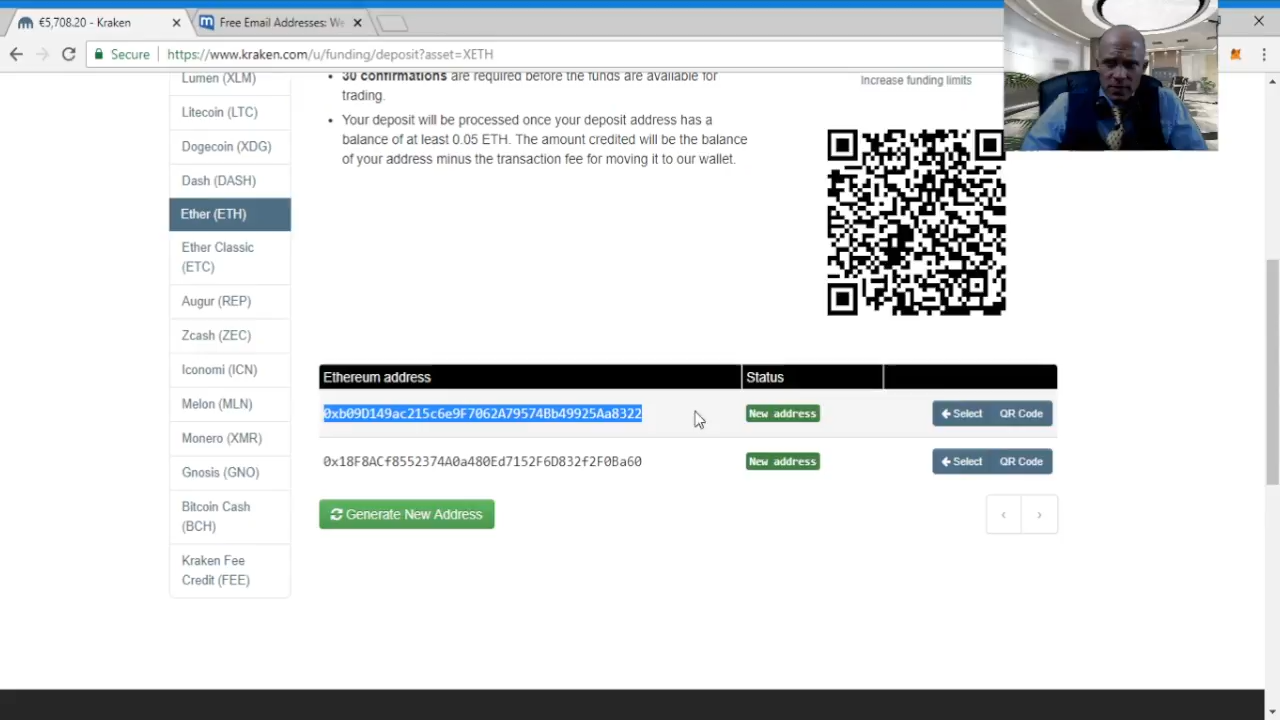 €5,708.20 - Kraken
Free Email Addresses: We
Secure
https://www.kraken.com/u/funding/deposit?asset=XETH
Lumen (XLM)
Litecoin (LTC)
Dogecoin (XDG)
Dash (DASH)
Ether (ETH)
Ether Classic
(ETC)
Augur (REP)
Zcash (ZEC)
Iconomi (ICN)
Melon (MLN)
Monero (XMR)
Gnosis (GNO)
Bitcoin Cash
(BCH)
Kraken Fee
Credit (FEE)
• 30 confirmations are required before the funds are available for
trading.
• Your deposit will be processed once your deposit address has a
balance of at least 0.05 ETH. The amount credited will be the balance
of your address minus the transaction fee for moving it to our wallet.
Increase funding limits
Ethereum address
Status
0xb09D149ac215c6e9F7062A79574Bb49925Aa8322
New address
Select
QR Code
0x18F8ACf8552374A0a480Ed7152F6D832f2F0Ba60
New address
Select
QR Code
Generate New Address